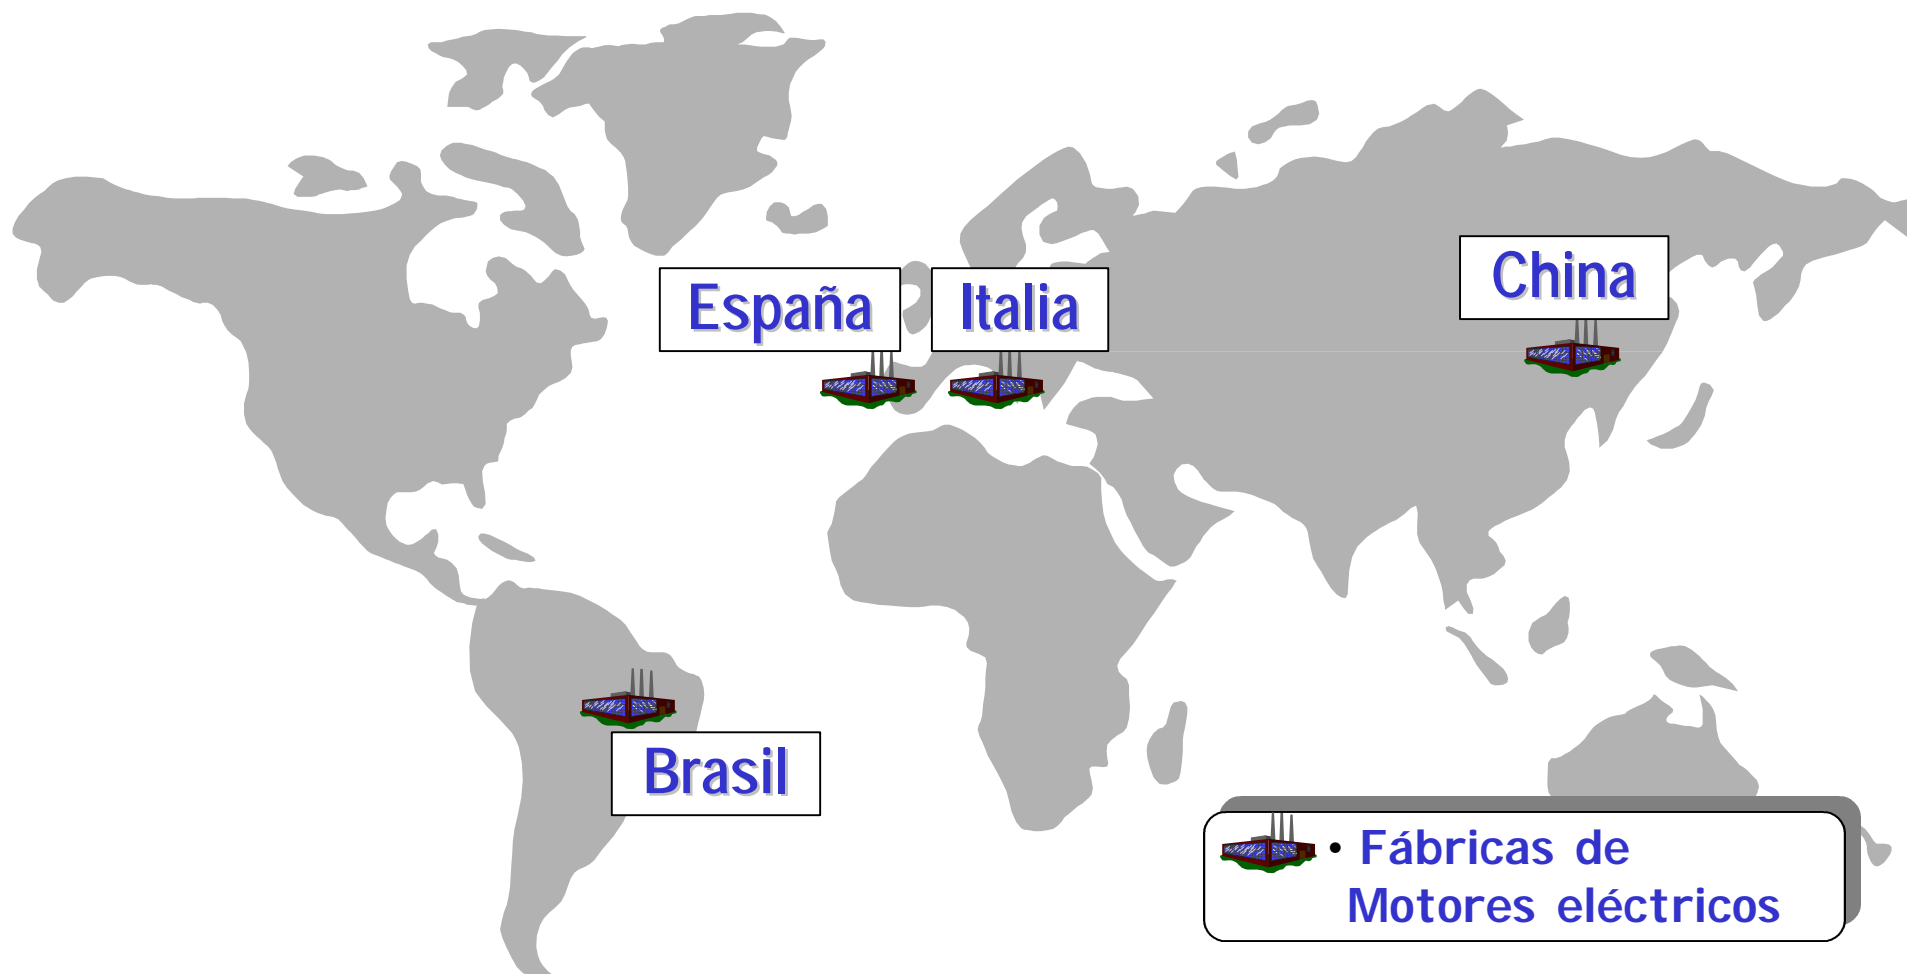 España
Italia
China
Brasil
• Fábricas de
Motores eléctricos